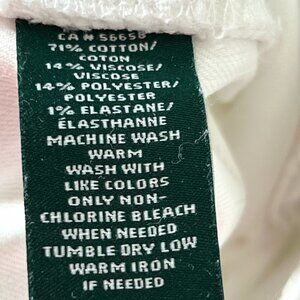 CA # 56658
71% COTTON/
COTON
14% VISCOSE/
VISCOSE
14% POLYESTER/
POLYESTER
1% ELASTANE/
ÉLASTHANNE
MACHINE WASH
WARM
WASH WITH
LIKE COLORS
ONLY NON-
CHLORINE BLEACH
WHEN NEEDED
TUMBLE DRY LOW
WARM IRON
IF NEEDED